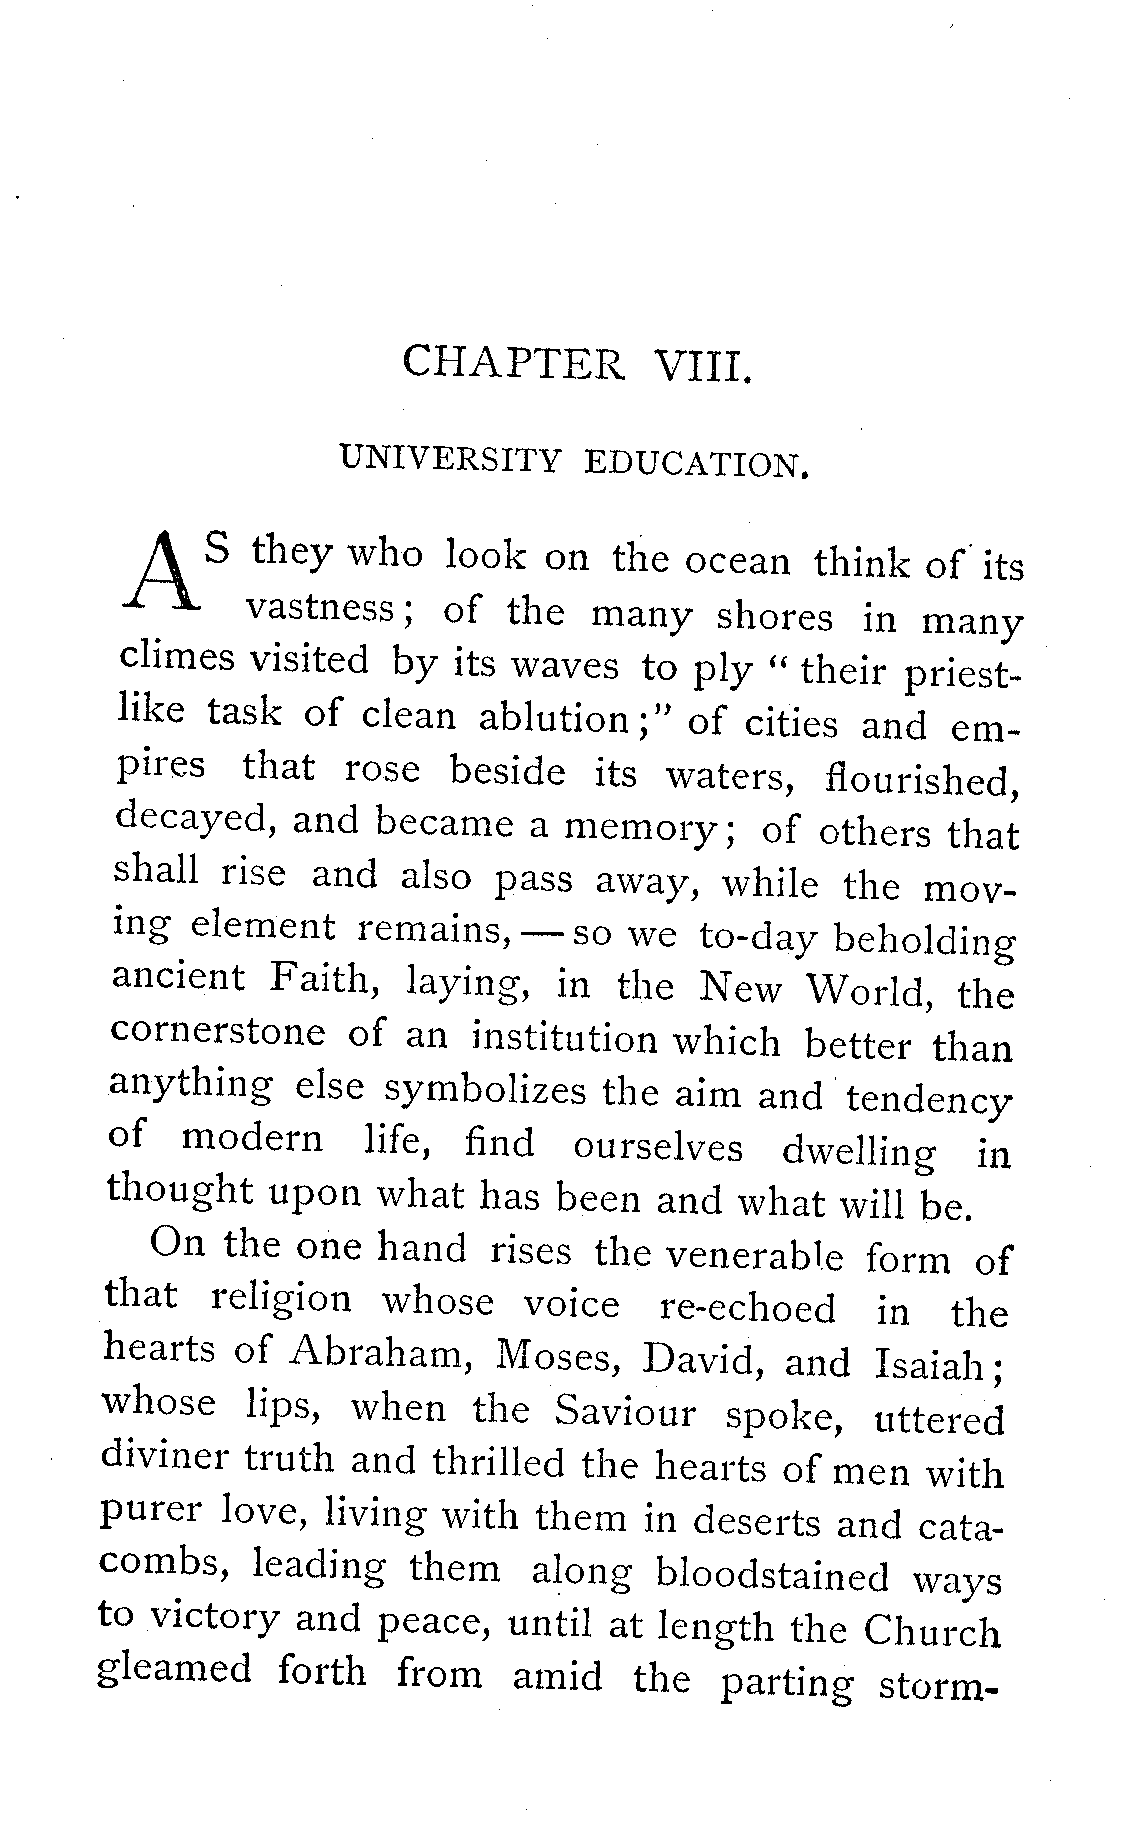 CHAPTER VIII.
UNIVERSITY EDUCATION.
AS they who look on the ocean think of its
vastness; of the many shores in many
climes visited by its waves to ply "their priest-
like task of clean ablution;" of cities and em-
pires that rose beside its waters, flourished,
decayed, and became a memory; of others that
shall rise and also pass away, while the mov-
ing element remains, — so we to-day beholding
ancient Faith, laying, in the New World, the
cornerstone of an institution which better than
anything else symbolizes the aim and tendency
of modern life, find ourselves dwelling in
thought upon what has been and what will be.
On the one hand rises the venerable form of
that religion whose voice re-echoed in the
hearts of Abraham, Moses, David, and Isaiah;
whose lips, when the Saviour spoke, uttered
diviner truth and thrilled the hearts of men with
purer love, living with them in deserts and cata-
combs, leading them along bloodstained ways
to victory and peace, until at length the Church
gleamed forth from amid the parting storm-